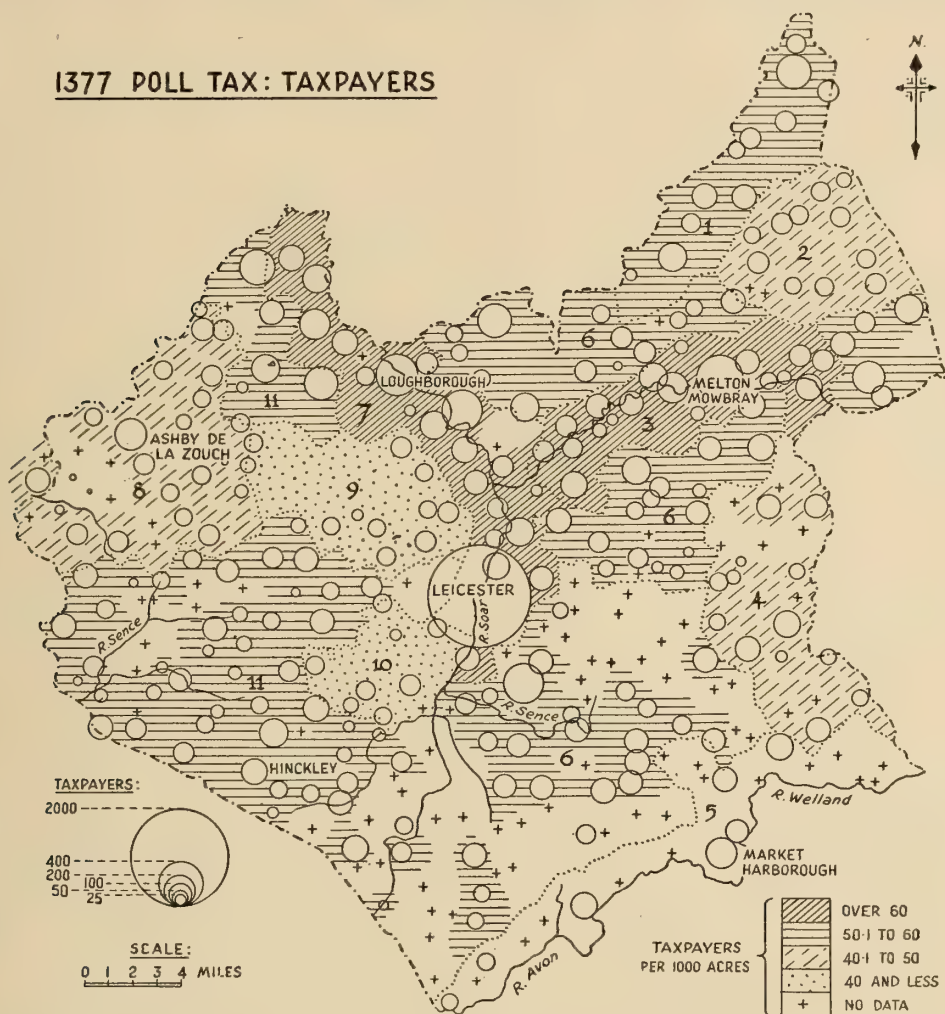 1377 POLL TAX: TAXPAYERS
N.
1
2
6
LOUGHBOROUGH
MELTON
MOWBRAY
11
7
3
ASHBY DE
LA ZOUCH
8
9
6
LEICESTER
R. Soar
4
R. Sence
10
11
R. Sence
6
HINCKLEY
5
R. Welland
MARKET
HARBOROUGH
R. Avon
TAXPAYERS:
2000
400
200
100
50
25
SCALE:
0 1 2 3 4 MILES
TAXPAYERS
PER 1000 ACRES
OVER 60
50·1 TO 60
40·1 TO 50
40 AND LESS
+ NO DATA